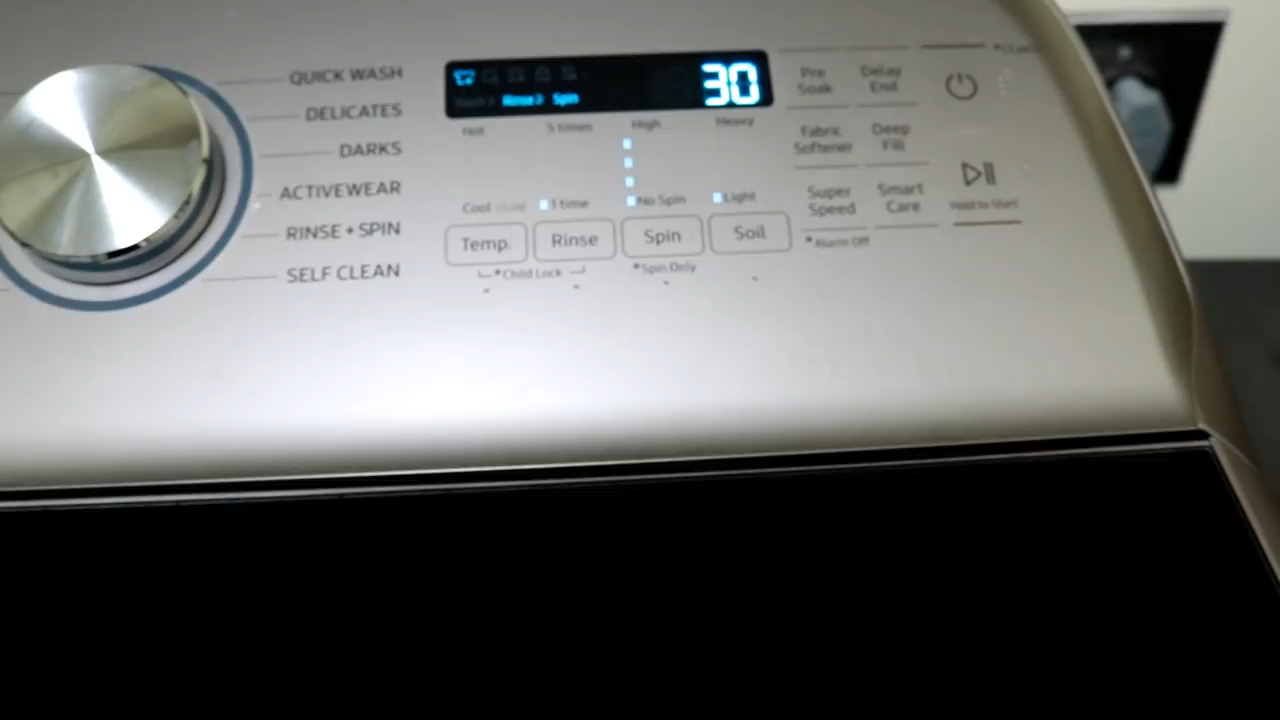 QUICK WASH
DELICATES
DARKS
ACTIVEWEAR
RINSE + SPIN
SELF CLEAN
30
Rinse Spin
Hot 5 times High Heavy
Cool 1 time No Spin Light
Temp. Rinse Spin Soil
*Child Lock *Spin Only
Pre Soak
Delay End
Fabric Softener
Deep Fill
Super Speed
Smart Care
*Alarm Off
Hold to Start